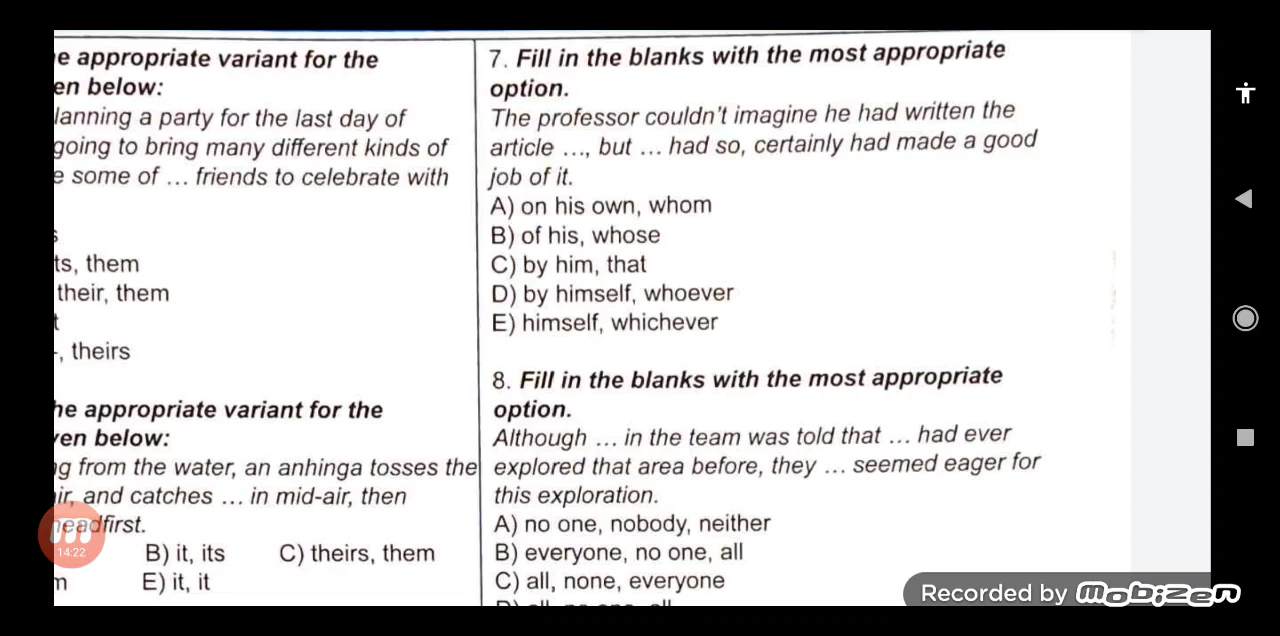 e appropriate variant for the
en below:
lanning a party for the last day of
going to bring many different kinds of
e some of ... friends to celebrate with
s
ts, them
their, them
t
-, theirs
he appropriate variant for the
ven below:
ng from the water, an anhinga tosses the
air, and catches ... in mid-air, then
headfirst.
B) it, its C) theirs, them
m E) it, it
7. Fill in the blanks with the most appropriate
option.
The professor couldn't imagine he had written the
article ..., but ... had so, certainly had made a good
job of it.
A) on his own, whom
B) of his, whose
C) by him, that
D) by himself, whoever
E) himself, whichever
8. Fill in the blanks with the most appropriate
option.
Although ... in the team was told that ... had ever
explored that area before, they ... seemed eager for
this exploration.
A) no one, nobody, neither
B) everyone, no one, all
C) all, none, everyone
D) all, no one, all
14:22
Recorded by Mobizen